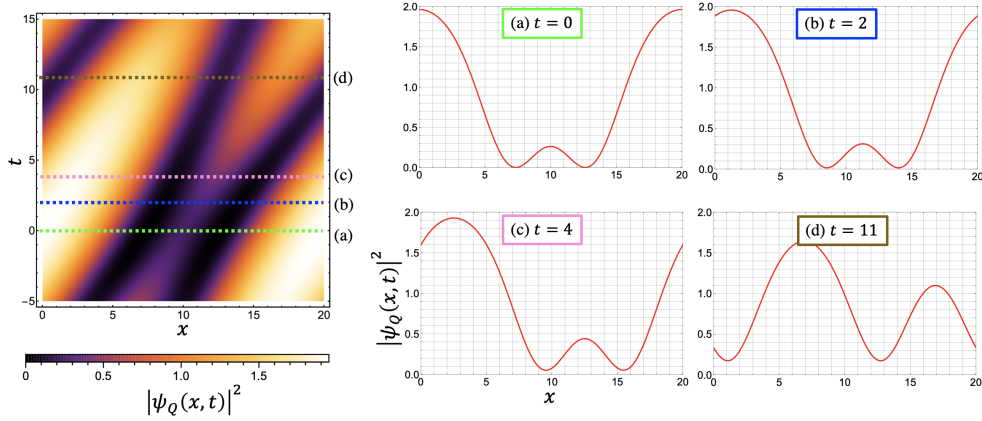 15
10
5
0
−5
t
0 5 10 15 20
x
(d)
(c)
(b)
(a)
0 0.5 1.0 1.5
|ψ_Q(x, t)|²
(a) t = 0
2.0
1.5
1.0
0.5
0.0
0 5 10 15 20
(b) t = 2
2.0
1.5
1.0
0.5
0.0
0 5 10 15 20
(c) t = 4
2.0
1.5
1.0
0.5
0.0
0 5 10 15 20
|ψ_Q(x, t)|²
x
(d) t = 11
2.0
1.5
1.0
0.5
0.0
0 5 10 15 20